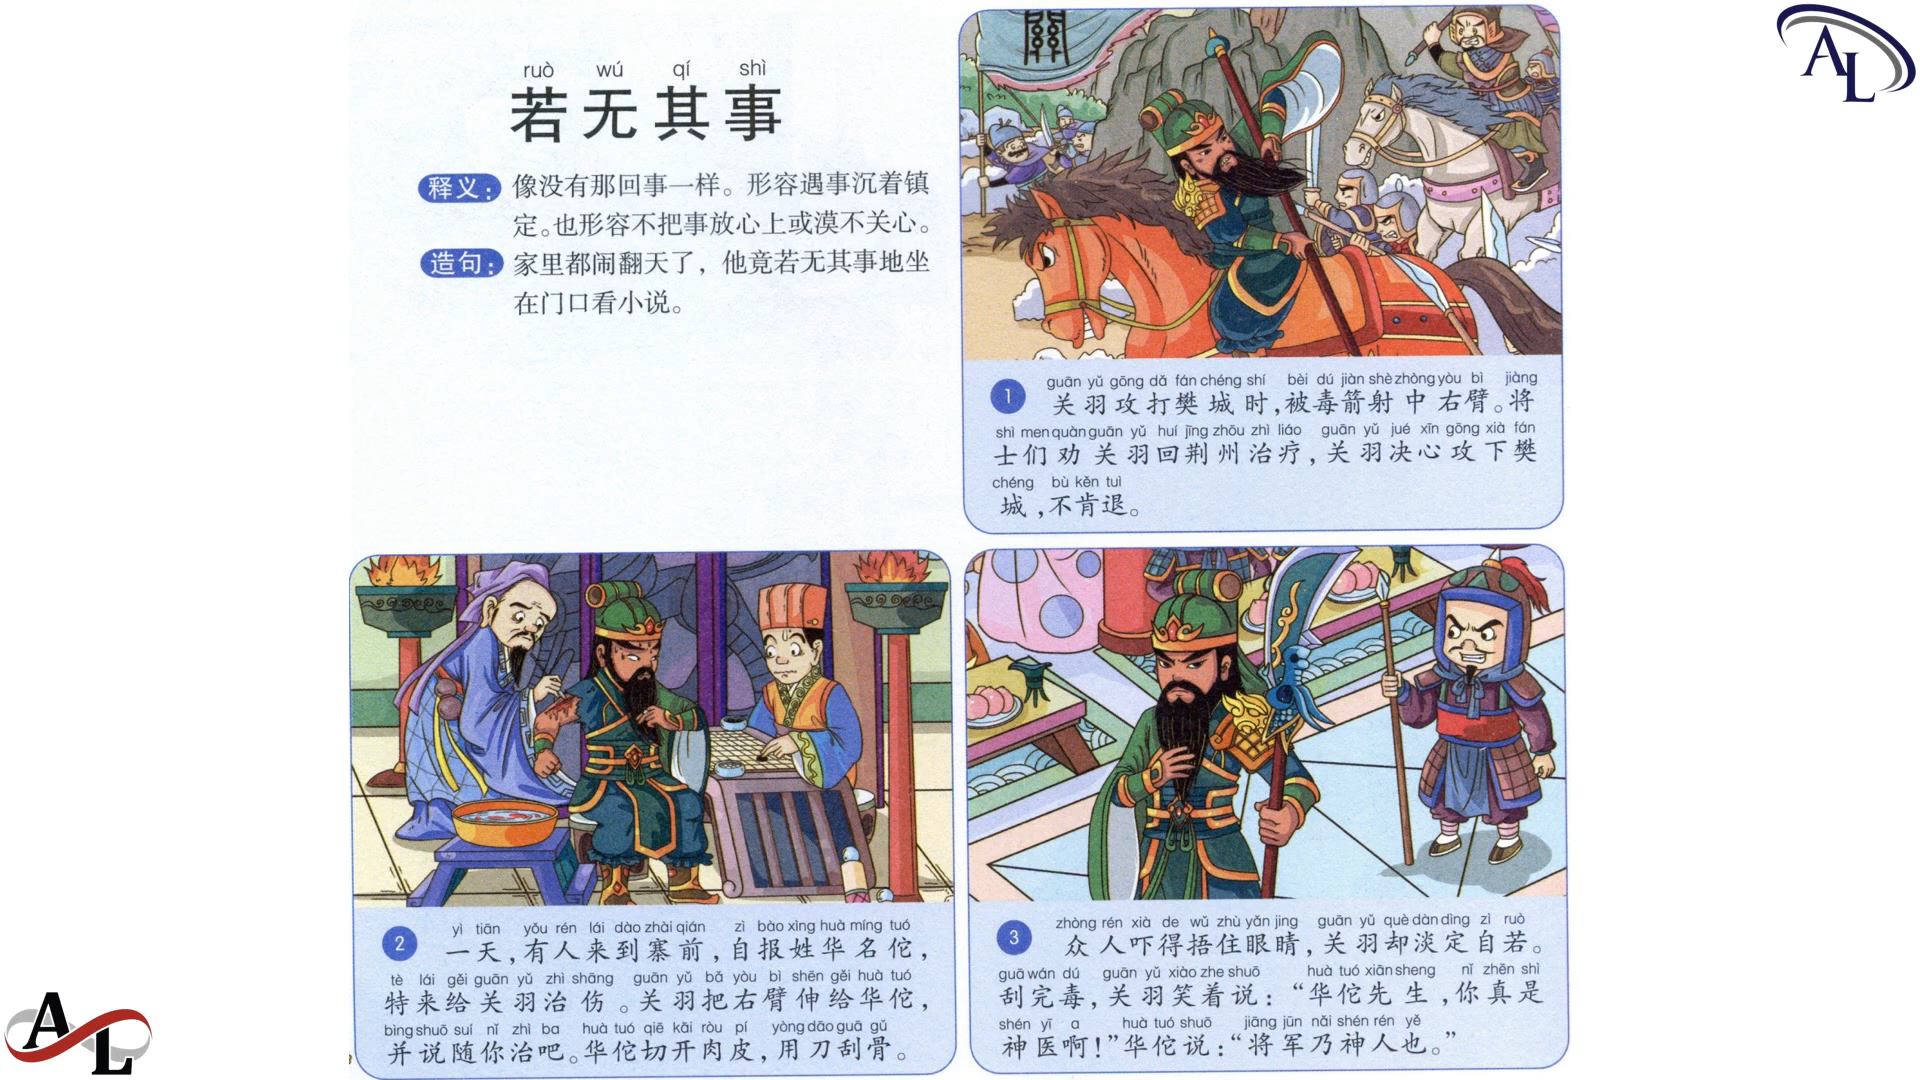 AL
ruò wú qí shì
若无其事
释义：像没有那回事一样。形容遇事沉着镇
定。也形容不把事放心上或漠不关心。
造句：家里都闹翻天了，他竟若无其事地坐
在门口看小说。
關
1
guān yǔ gōng dǎ fán chéng shí bèi dú jiàn shè zhòng yòu bì jiàng
关羽攻打樊城时，被毒箭射中右臂。将
shì men quàn guān yǔ huí jīng zhōu zhì liáo guān yǔ jué xīn gōng xià fán
士们劝关羽回荆州治疗，关羽决心攻下樊
chéng bù kěn tuì
城，不肯退。
2
yì tiān yǒu rén lái dào zhài qián zì bào xìng huà míng tuó
一天，有人来到寨前，自报姓华名佗，
tè lái gěi guān yǔ zhì shāng guān yǔ bǎ yòu bì shēn gěi huà tuó
特来给关羽治伤。关羽把右臂伸给华佗，
bìng shuō suí nǐ zhì ba huà tuó qiē kāi ròu pí yòng dāo guā gǔ
并说随你治吧。华佗切开肉皮，用刀刮骨。
3
zhòng rén xià de wǔ zhù yǎn jing guān yǔ què dàn dìng zì ruò
众人吓得捂住眼睛，关羽却淡定自若。
guā wán dú guān yǔ xiào zhe shuō huà tuó xiān sheng nǐ zhēn shì
刮完毒，关羽笑着说：“华佗先生，你真是
shén yī a huà tuó shuō jiāng jūn nǎi shén rén yě
神医啊！”华佗说：“将军乃神人也。”
AL